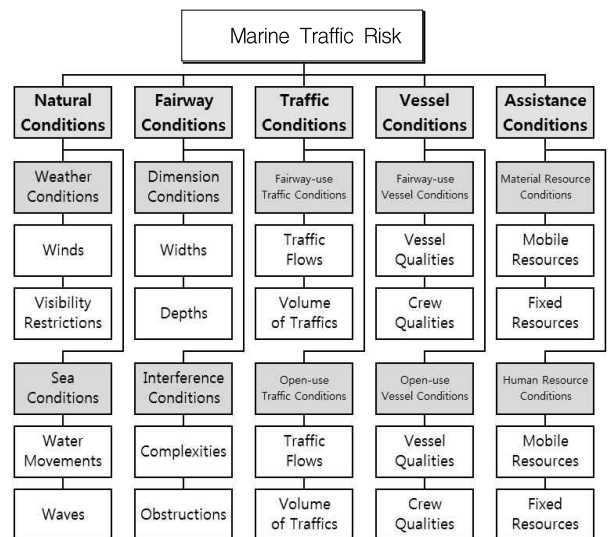 Marine Traffic Risk
Natural
Conditions
Fairway
Conditions
Traffic
Conditions
Vessel
Conditions
Assistance
Conditions
Weather
Conditions
Dimension
Conditions
Fairway-use
Traffic Conditions
Fairway-use
Vessel Conditions
Material Resource
Conditions
Winds
Widths
Traffic
Flows
Vessel
Qualities
Mobile
Resources
Visibility
Restrictions
Depths
Volume
of Traffics
Crew
Qualities
Fixed
Resources
Sea
Conditions
Interference
Conditions
Open-use
Traffic Conditions
Open-use
Vessel Conditions
Human Resource
Conditions
Water
Movements
Complexities
Traffic
Flows
Vessel
Qualities
Mobile
Resources
Waves
Obstructions
Volume
of Traffics
Crew
Qualities
Fixed
Resources